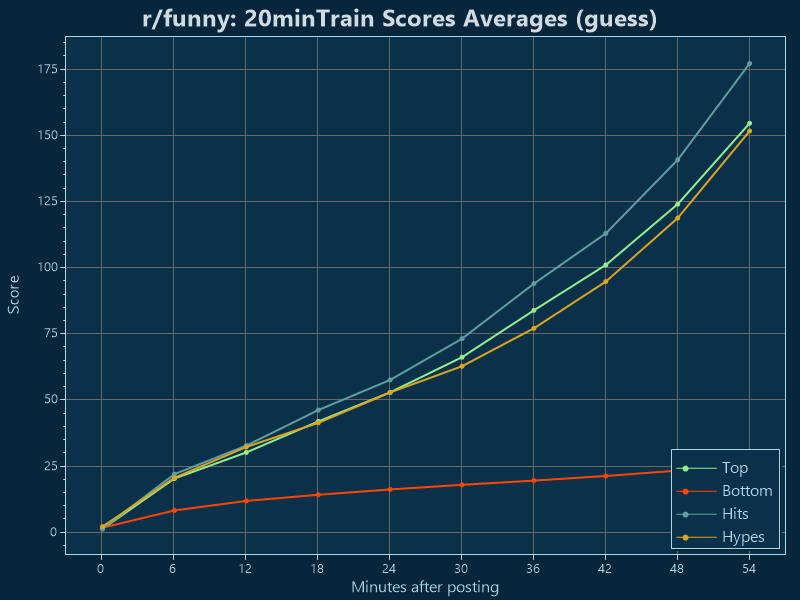 r/funny: 20minTrain Scores Averages (guess)
175
150
125
100
75
50
25
0
Score
Top
Bottom
Hits
Hypes
0 6 12 18 24 30 36 42 48 54
Minutes after posting